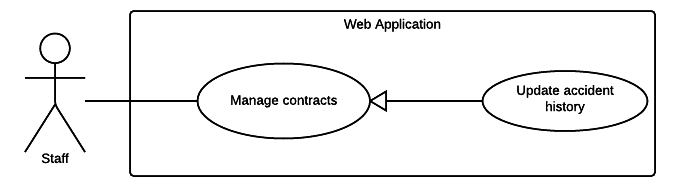 Web Application
Manage contracts
Update accident
history
Staff